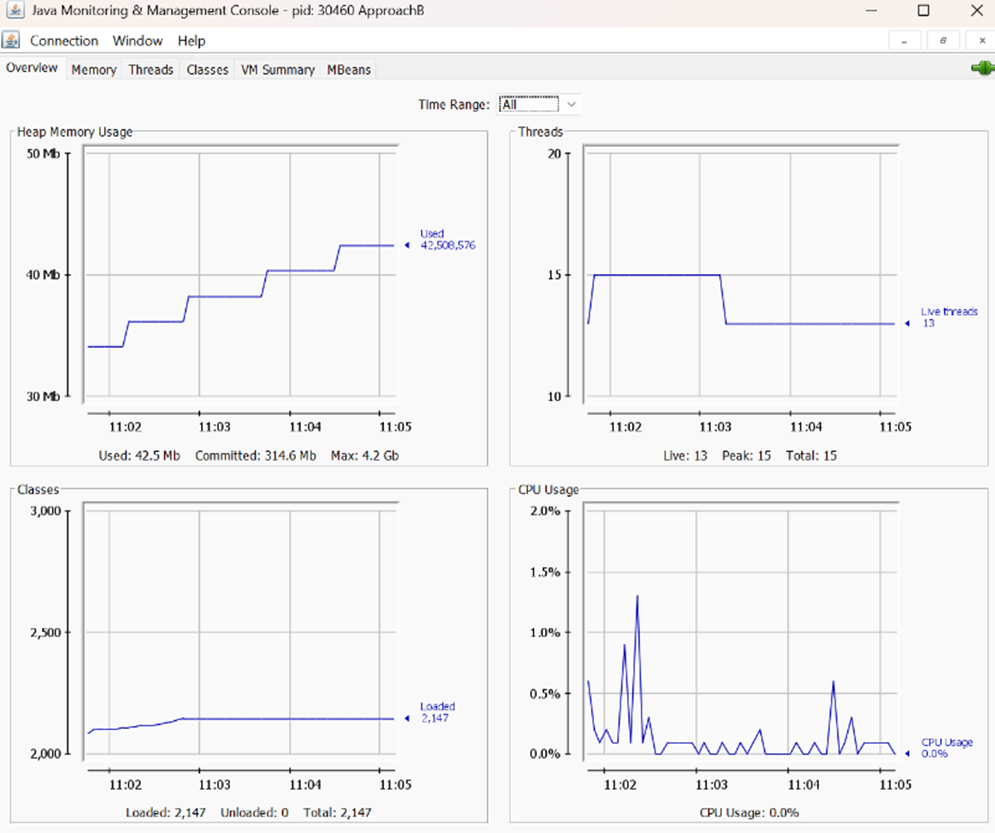 Java Monitoring & Management Console - pid: 30460 ApproachB
Connection Window Help
Overview Memory Threads Classes VM Summary MBeans
Time Range: All
Heap Memory Usage
50 Mb
40 Mb
30 Mb
Used
42,508,576
11:02 11:03 11:04 11:05
Used: 42.5 Mb Committed: 314.6 Mb Max: 4.2 Gb
Threads
20
15
10
Live threads
13
11:02 11:03 11:04 11:05
Live: 13 Peak: 15 Total: 15
Classes
3,000
2,500
2,000
Loaded
2,147
11:02 11:03 11:04 11:05
Loaded: 2,147 Unloaded: 0 Total: 2,147
CPU Usage
2.0%
1.5%
1.0%
0.5%
0.0%
CPU Usage
0.0%
11:02 11:03 11:04 11:05
CPU Usage: 0.0%